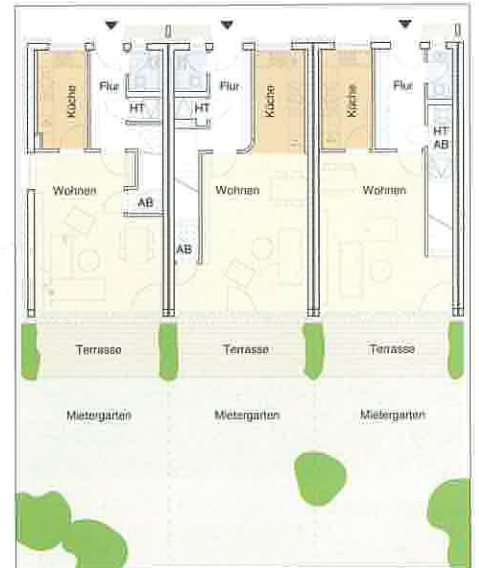 Küche
Flur
HT
Wohnen
AB
Flur
HT
Küche
Wohnen
AB
Küche
Flur
HT
AB
Wohnen
Terrasse
Terrasse
Terrasse
Mietergarten
Mietergarten
Mietergarten